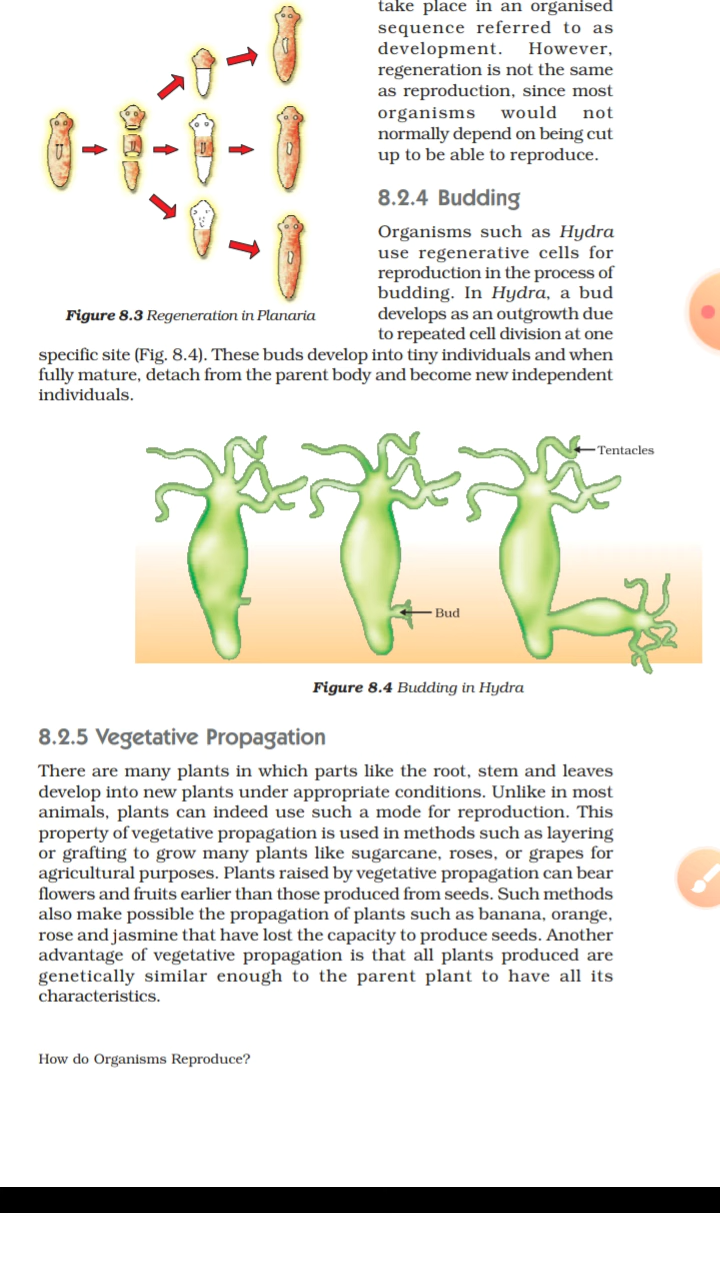 take place in an organised
sequence referred to as
development. However,
regeneration is not the same
as reproduction, since most
organisms would not
normally depend on being cut
up to be able to reproduce.
8.2.4 Budding
Organisms such as Hydra
use regenerative cells for
reproduction in the process of
budding. In Hydra, a bud
develops as an outgrowth due
to repeated cell division at one
Figure 8.3 Regeneration in Planaria
specific site (Fig. 8.4). These buds develop into tiny individuals and when
fully mature, detach from the parent body and become new independent
individuals.
Tentacles
Bud
Figure 8.4 Budding in Hydra
8.2.5 Vegetative Propagation
There are many plants in which parts like the root, stem and leaves
develop into new plants under appropriate conditions. Unlike in most
animals, plants can indeed use such a mode for reproduction. This
property of vegetative propagation is used in methods such as layering
or grafting to grow many plants like sugarcane, roses, or grapes for
agricultural purposes. Plants raised by vegetative propagation can bear
flowers and fruits earlier than those produced from seeds. Such methods
also make possible the propagation of plants such as banana, orange,
rose and jasmine that have lost the capacity to produce seeds. Another
advantage of vegetative propagation is that all plants produced are
genetically similar enough to the parent plant to have all its
characteristics.
How do Organisms Reproduce?